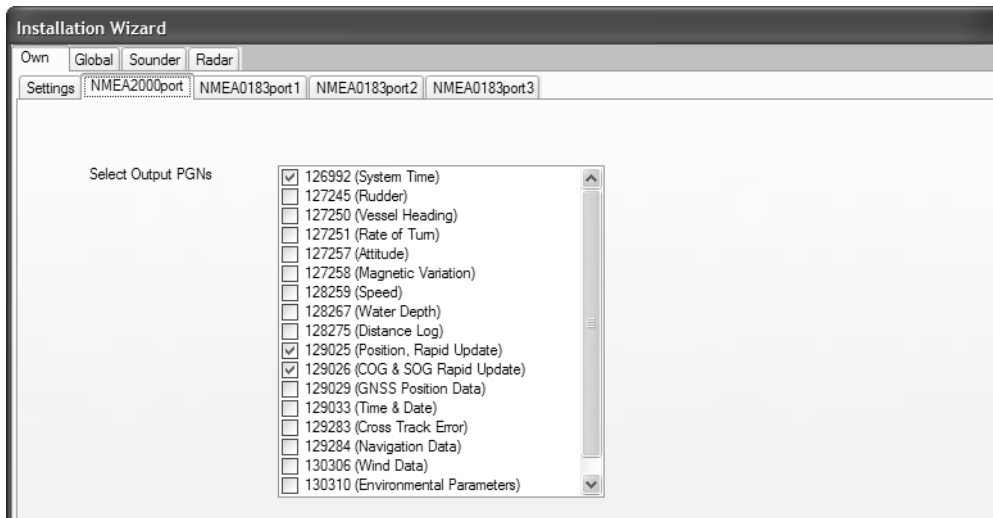 Installation Wizard
Own Global Sounder Radar
Settings NMEA2000port NMEA0183port1 NMEA0183port2 NMEA0183port3
Select Output PGNs
126992 (System Time)
127245 (Rudder)
127250 (Vessel Heading)
127251 (Rate of Turn)
127257 (Attitude)
127258 (Magnetic Variation)
128259 (Speed)
128267 (Water Depth)
128275 (Distance Log)
129025 (Position, Rapid Update)
129026 (COG & SOG Rapid Update)
129029 (GNSS Position Data)
129033 (Time & Date)
129283 (Cross Track Error)
129284 (Navigation Data)
130306 (Wind Data)
130310 (Environmental Parameters)